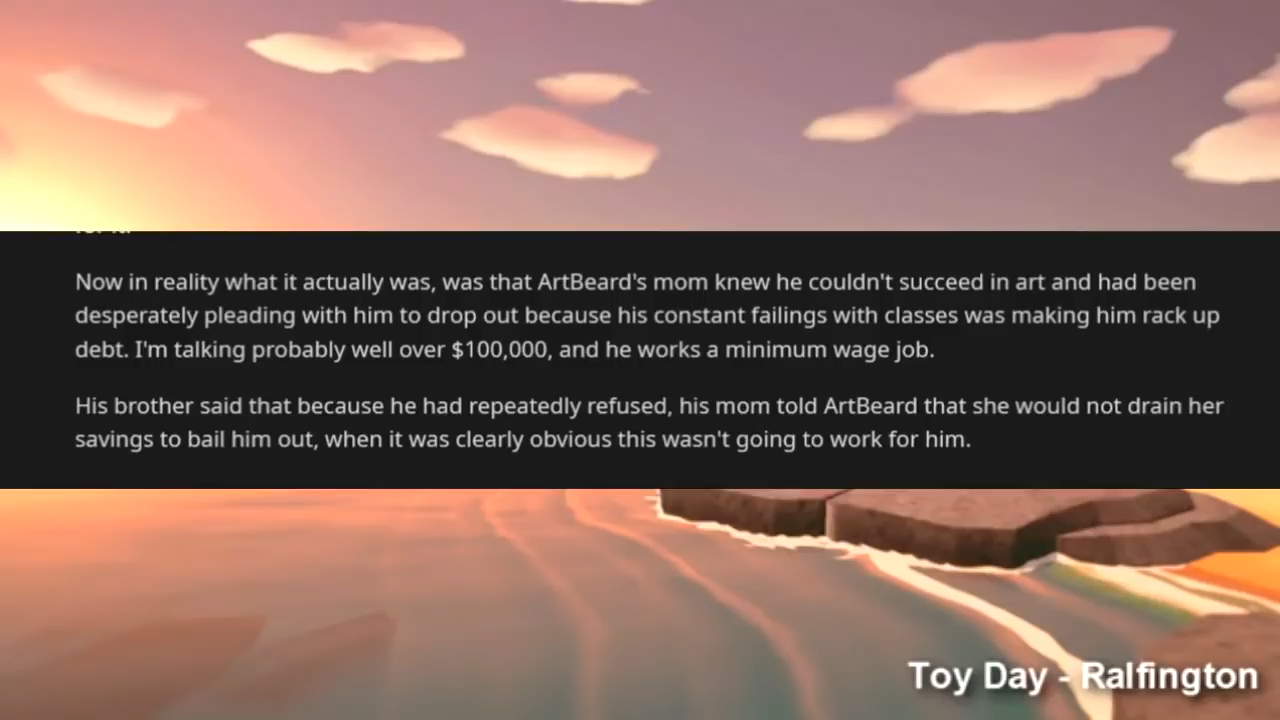 Now in reality what it actually was, was that ArtBeard's mom knew he couldn't succeed in art and had been
desperately pleading with him to drop out because his constant failings with classes was making him rack up
debt. I'm talking probably well over $100,000, and he works a minimum wage job.
His brother said that because he had repeatedly refused, his mom told ArtBeard that she would not drain her
savings to bail him out, when it was clearly obvious this wasn't going to work for him.
Toy Day - Ralfington